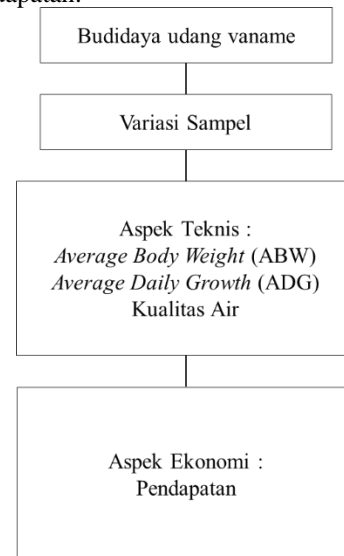 Budidaya udang vaname
Variasi Sampel
Aspek Teknis :
Average Body Weight (ABW)
Average Daily Growth (ADG)
Kualitas Air
Aspek Ekonomi :
Pendapatan